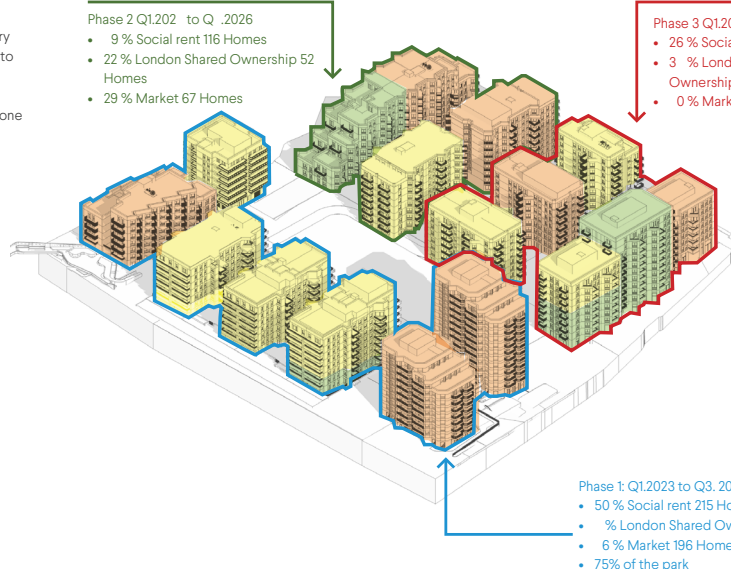 ry
to
one
Phase 2 Q1.202 to Q .2026
• 9 % Social rent 116 Homes
• 22 % London Shared Ownership 52
Homes
• 29 % Market 67 Homes
Phase 3 Q1.20
• 26 % Socia
• 3 % Lond
Ownership
• 0 % Mark
Phase 1: Q1.2023 to Q3. 20
• 50 % Social rent 215 Ho
• % London Shared Ow
• 6 % Market 196 Home
• 75% of the park